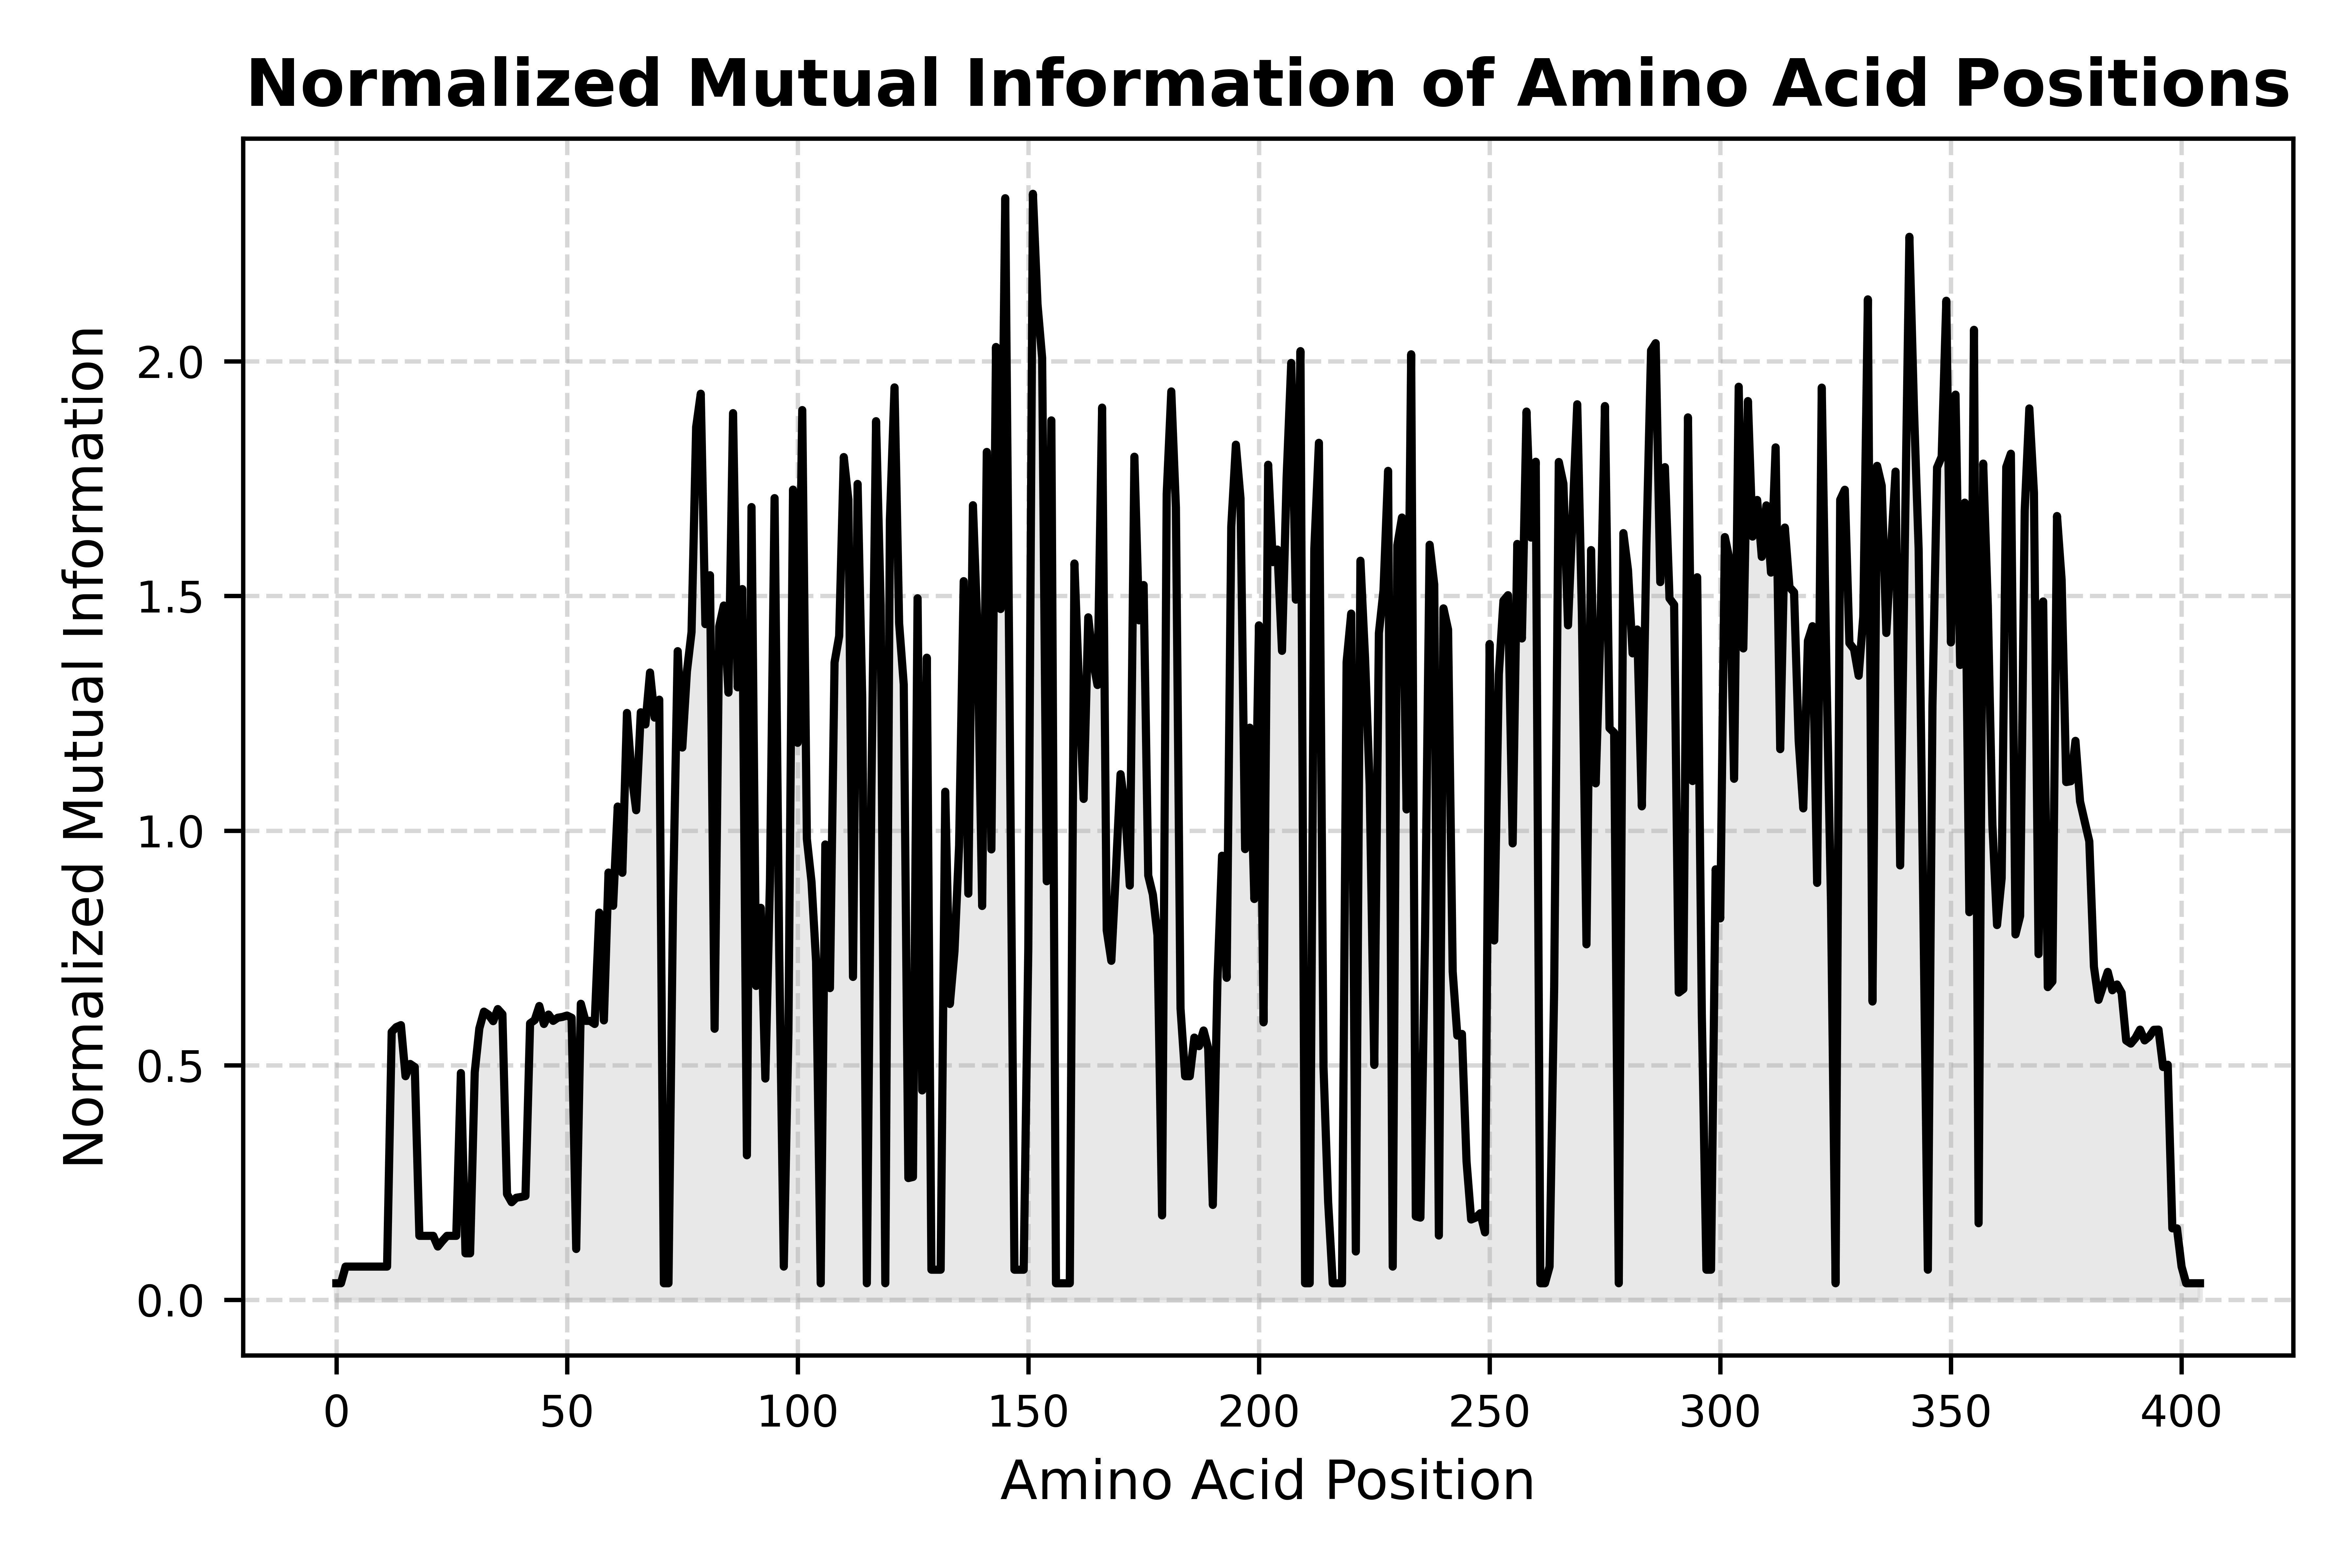 Normalized Mutual Information of Amino Acid Positions
Normalized Mutual Information
2.0
1.5
1.0
0.5
0.0
0 50 100 150 200 250 300 350 400
Amino Acid Position